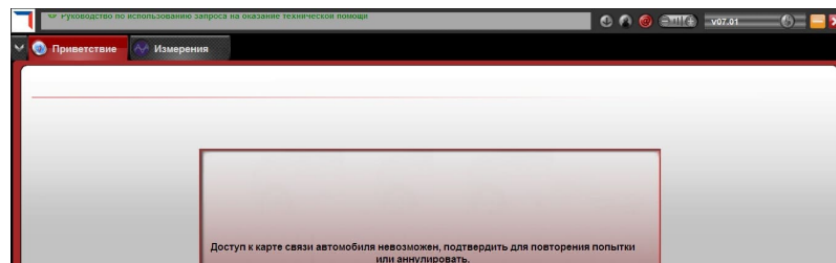 Руководство по использованию запроса на оказание технической помощи
v07.01
Приветствие
Измерения
Доступ к карте связи автомобиля невозможен, подтвердить для повторения попытки
или аннулировать.